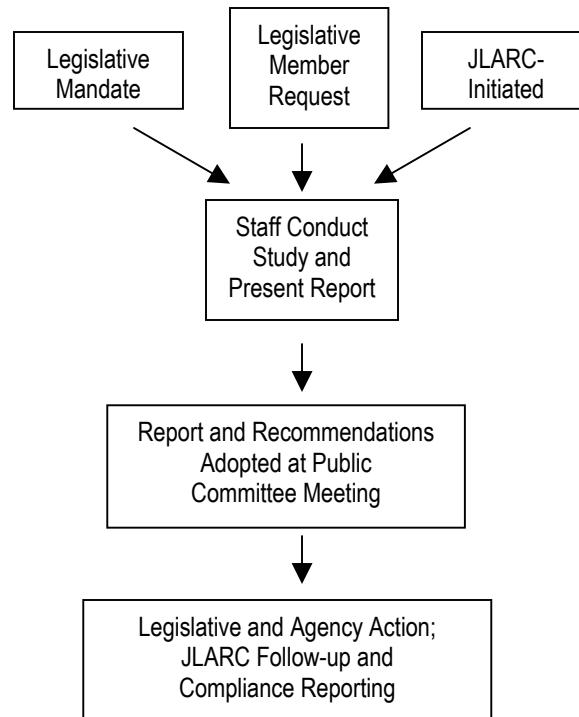 Legislative
Mandate
Legislative
Member
Request
JLARC-
Initiated
Staff Conduct
Study and
Present Report
Report and Recommendations
Adopted at Public
Committee Meeting
Legislative and Agency Action;
JLARC Follow-up and
Compliance Reporting